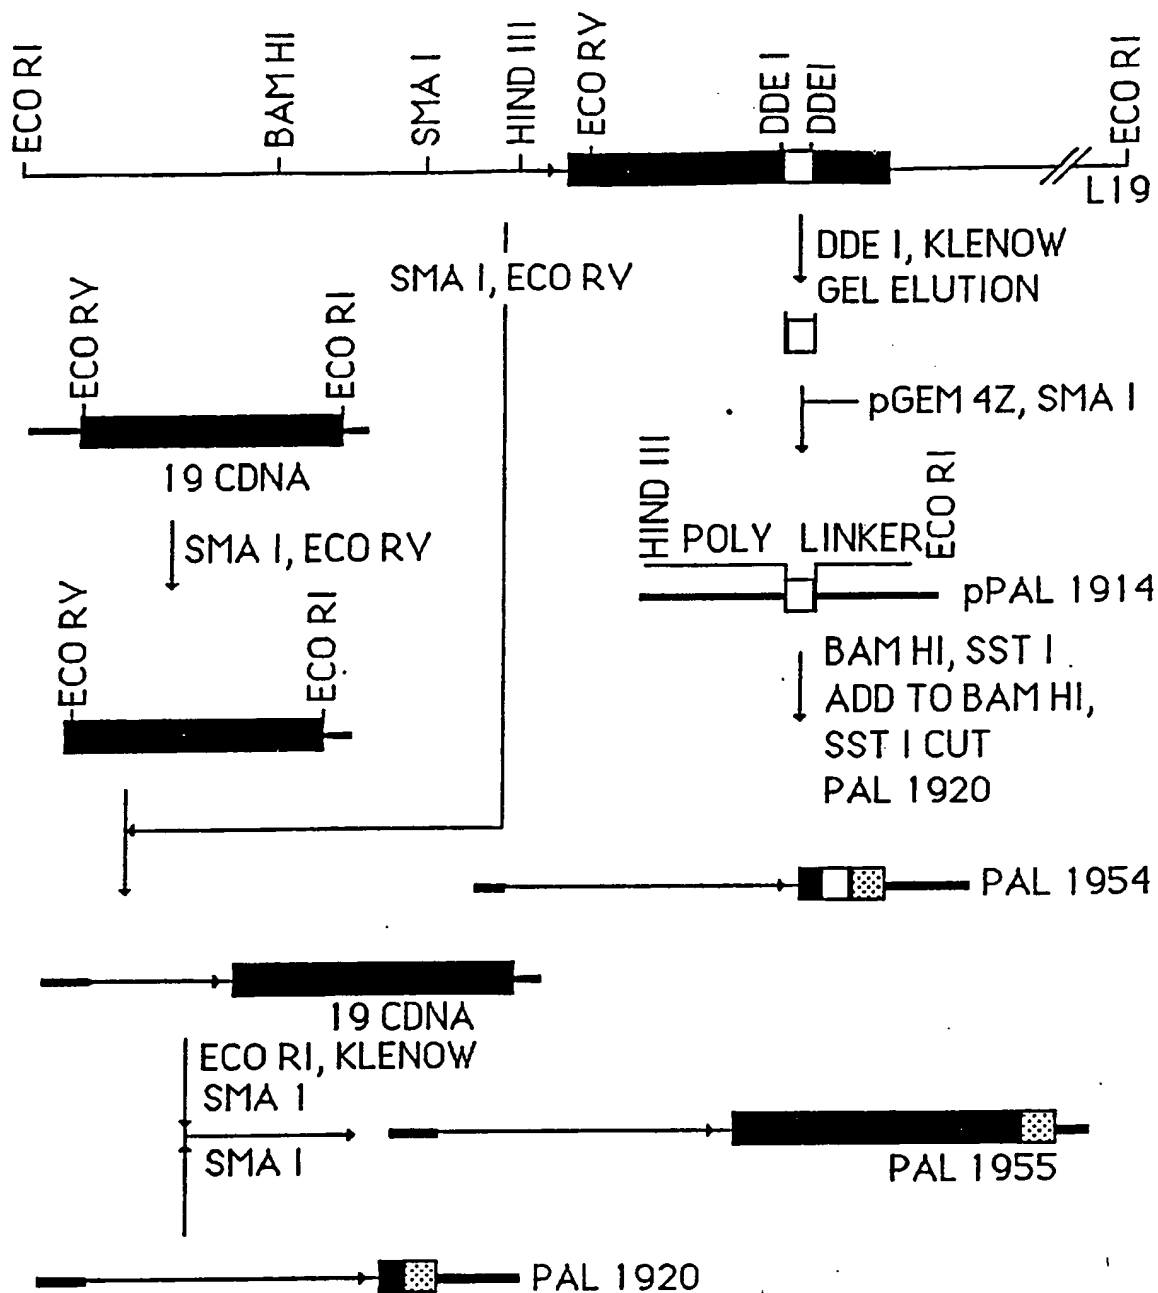 ECO RI
BAM HI
SMA I
HIND III
ECO RV
DDE I
DDEI
ECO RI
L19
DDE I, KLENOW
GEL ELUTION
SMA I, ECO RV
ECO RV
ECO RI
19 CDNA
pGEM 4Z, SMA I
SMA I, ECO RV
HIND III
POLY LINKER
ECO RI
pPAL 1914
ECO RV
ECO RI
BAM HI, SST I
ADD TO BAM HI,
SST I CUT
PAL 1920
PAL 1954
19 CDNA
ECO RI, KLENOW
SMA 1
SMA I
PAL 1955
PAL 1920